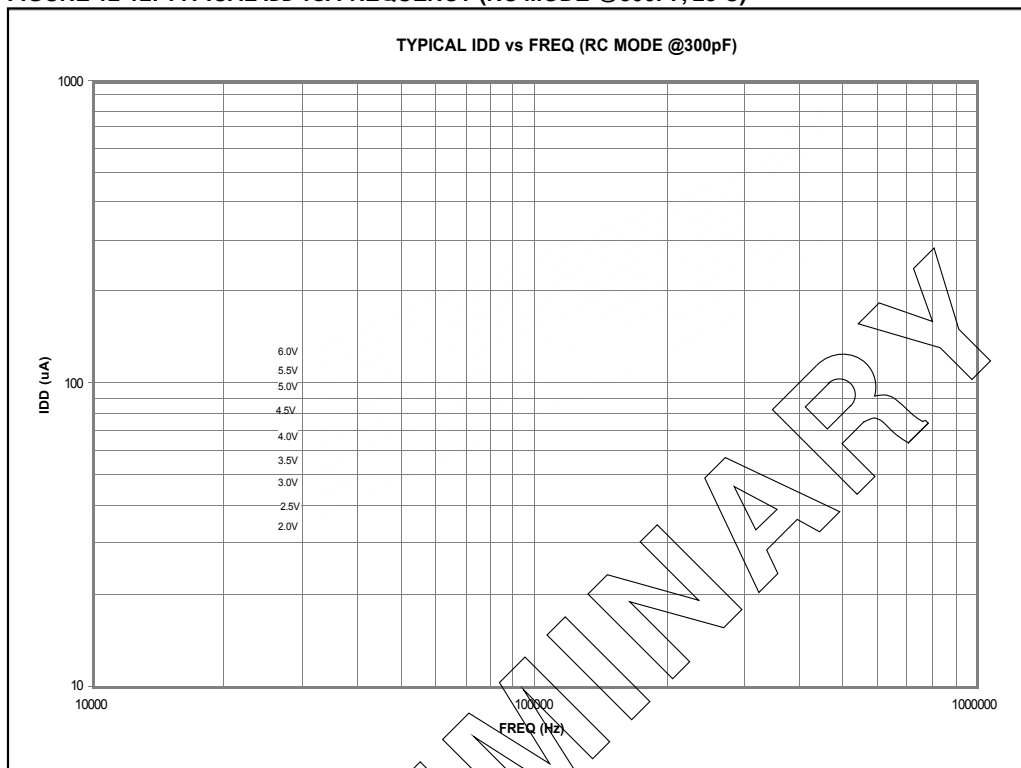 TYPICAL IDD vs FREQ (RC MODE @300pF)
1000
6.0V
5.5V
5.0V
100
4.5V
4.0V
3.5V
3.0V
2.5V
2.0V
IDD (uA)
10
10000
100000
1000000
FREQ (Hz)
MINARY